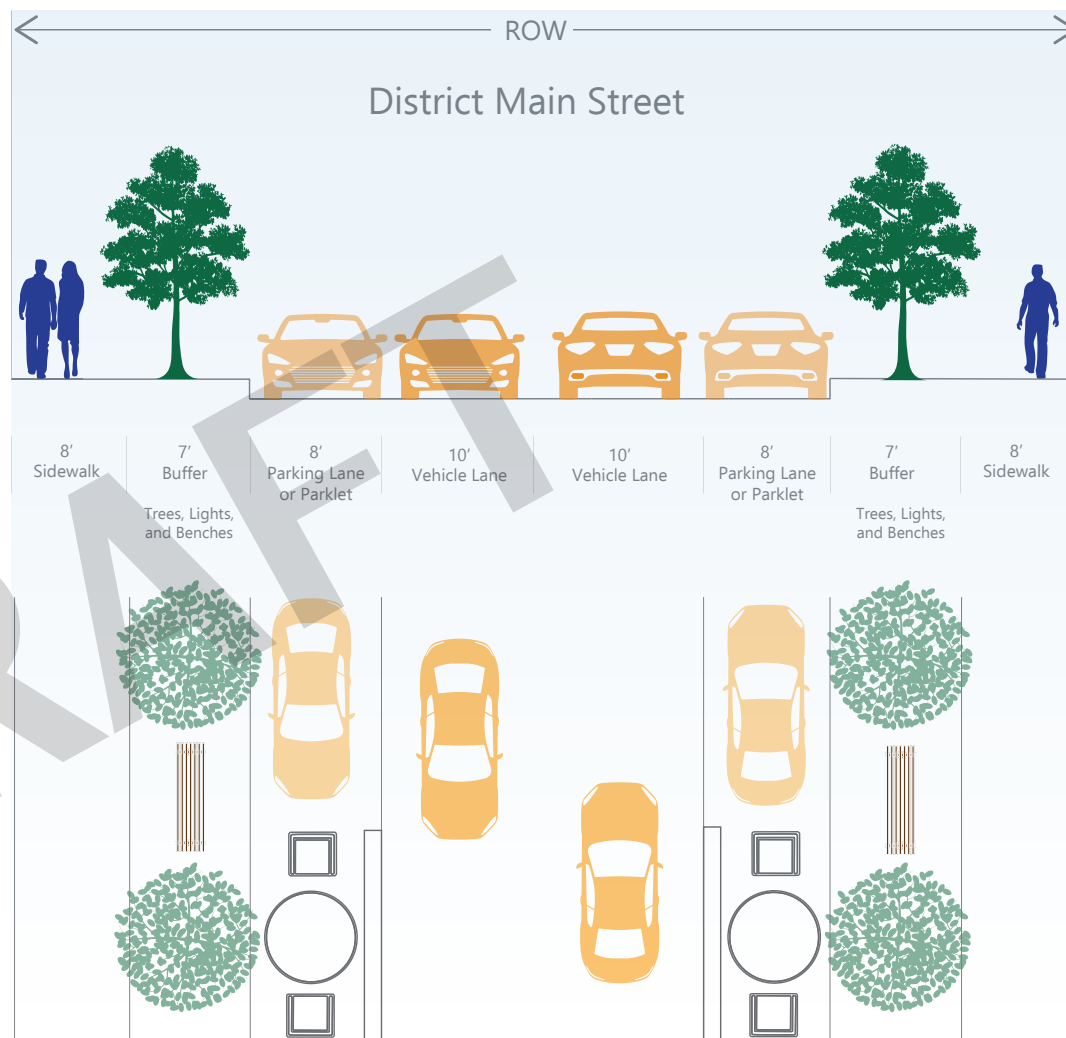 ROW
District Main Street
8'
Sidewalk
7'
Buffer
Trees, Lights,
and Benches
8'
Parking Lane
or Parklet
10'
Vehicle Lane
10'
Vehicle Lane
8'
Parking Lane
or Parklet
7'
Buffer
Trees, Lights,
and Benches
8'
Sidewalk
RAFT